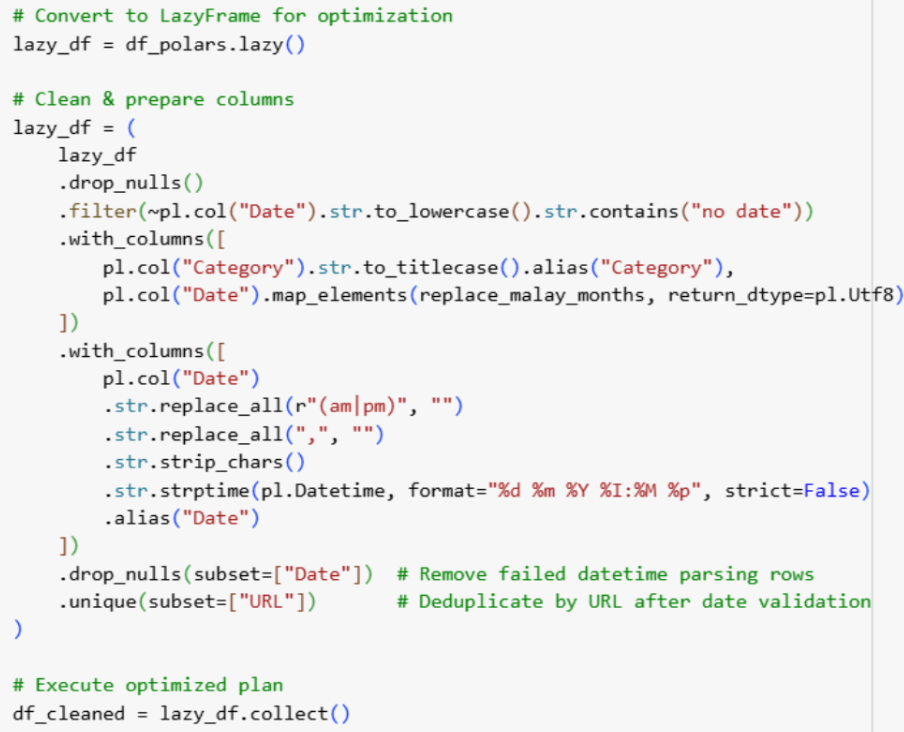 # Convert to LazyFrame for optimization
lazy_df = df_polars.lazy()

# Clean & prepare columns
lazy_df = (
    lazy_df
    .drop_nulls()
    .filter(~pl.col("Date").str.to_lowercase().str.contains("no date"))
    .with_columns([
        pl.col("Category").str.to_titlecase().alias("Category"),
        pl.col("Date").map_elements(replace_malay_months, return_dtype=pl.Utf8)
    ])
    .with_columns([
        pl.col("Date")
        .str.replace_all(r"(am|pm)", "")
        .str.replace_all(",", "")
        .str.strip_chars()
        .str.strptime(pl.Datetime, format="%d %m %Y %I:%M %p", strict=False)
        .alias("Date")
    ])
    .drop_nulls(subset=["Date"])  # Remove failed datetime parsing rows
    .unique(subset=["URL"])       # Deduplicate by URL after date validation
)

# Execute optimized plan
df_cleaned = lazy_df.collect()